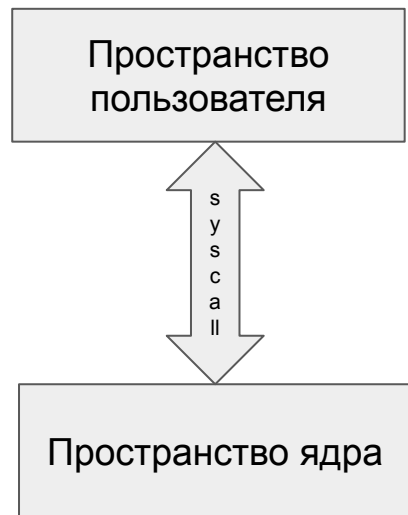 Пространство
пользователя
s
y
s
c
a
ll
Пространство ядра